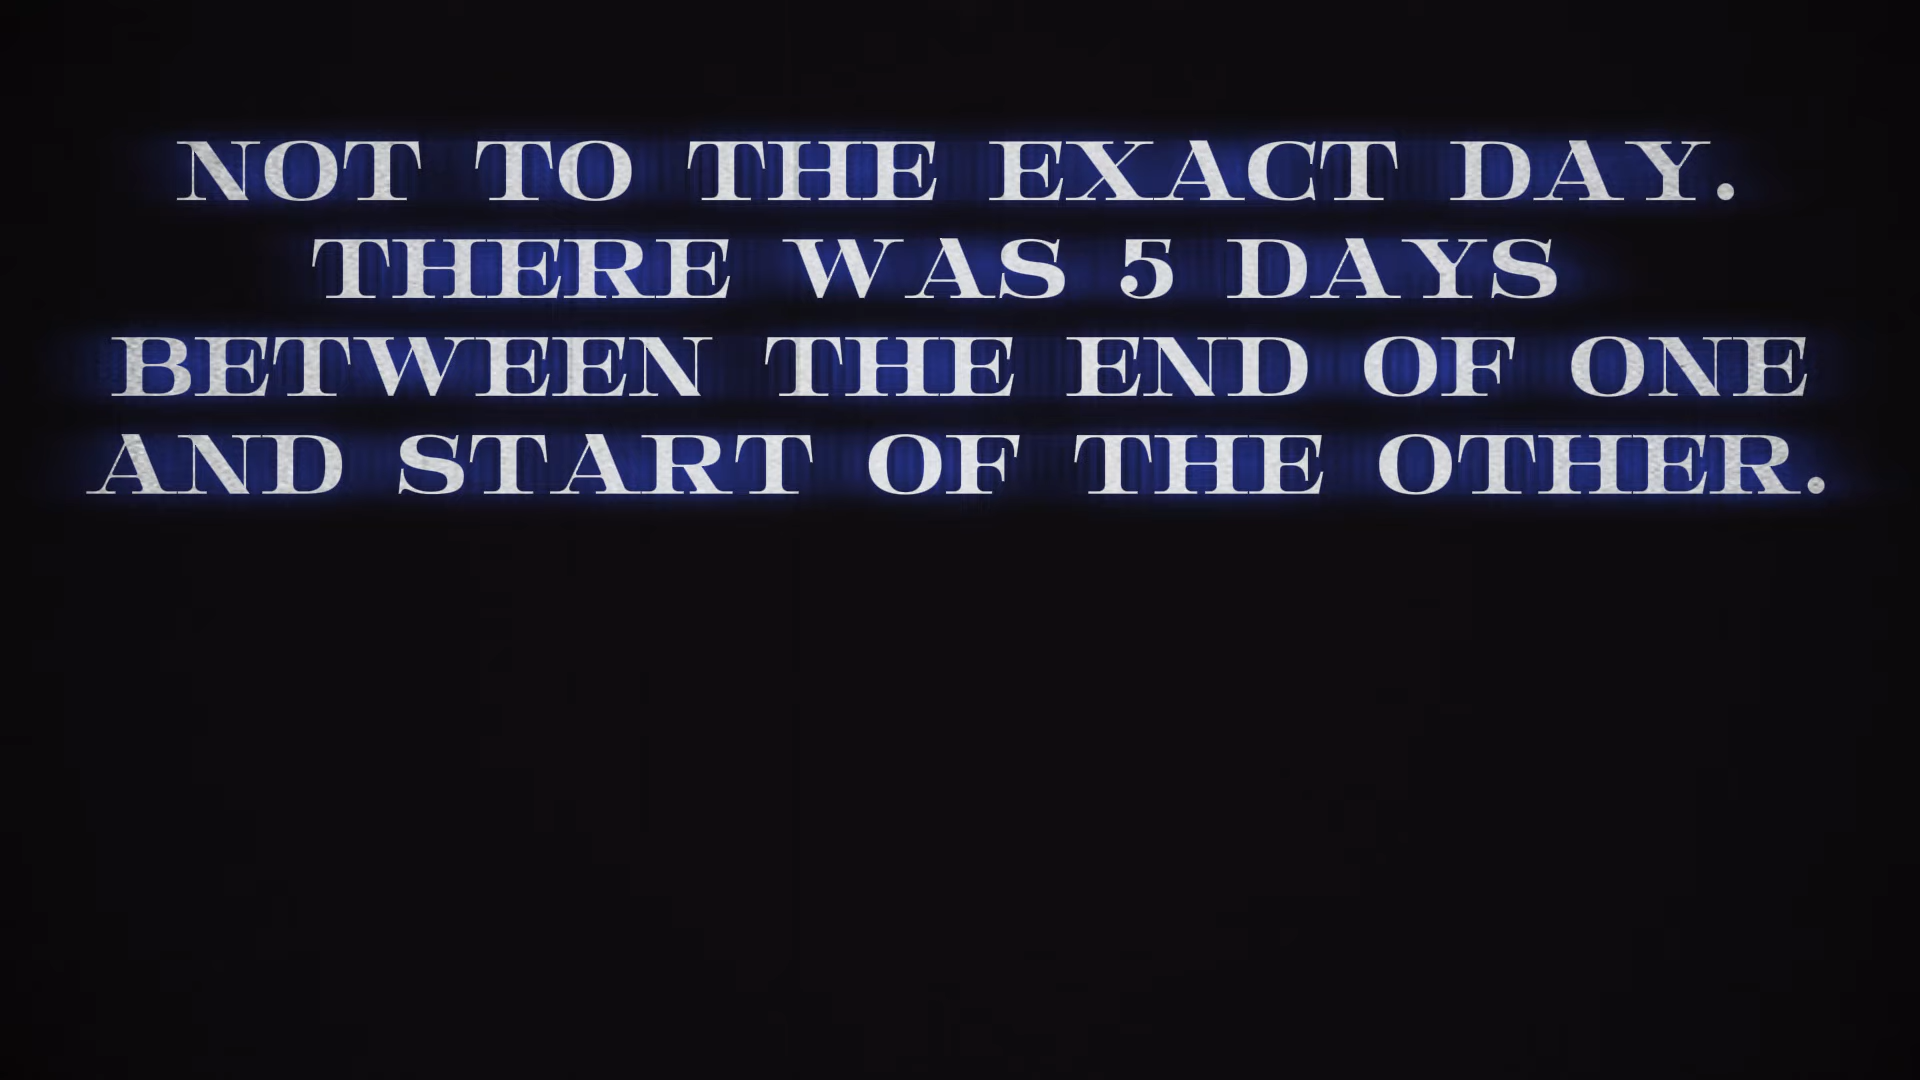 NOT TO THE EXACT DAY.
THERE WAS 5 DAYS
BETWEEN THE END OF ONE
AND START OF THE OTHER.